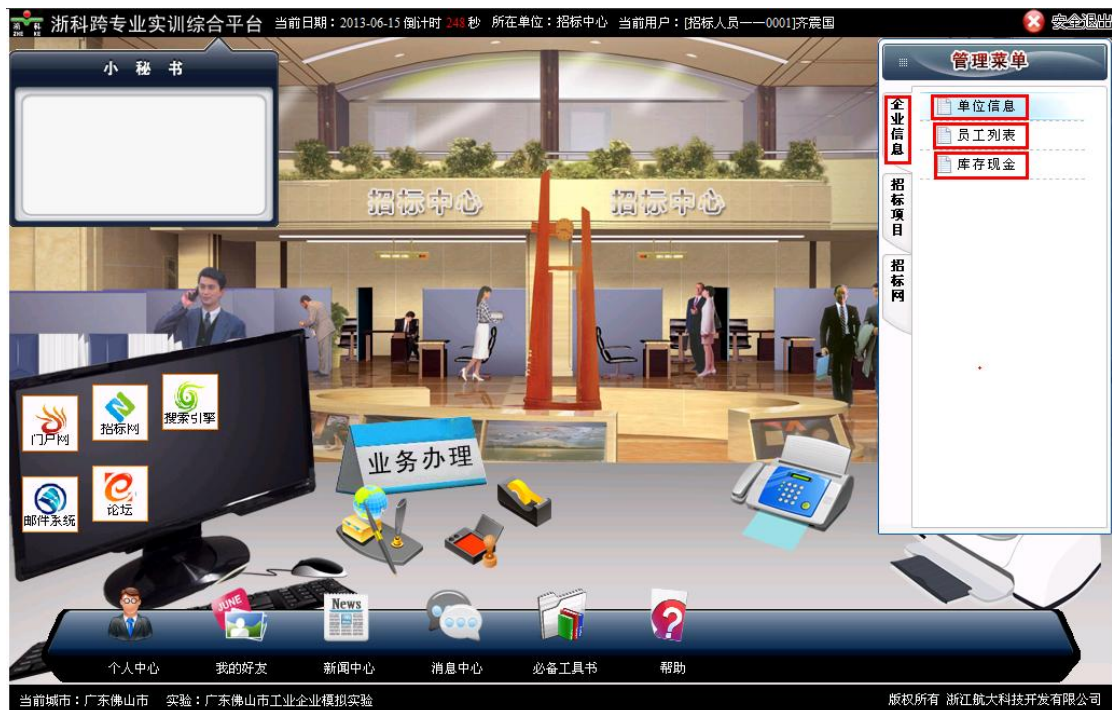 浙科
ZHE KE
浙科跨专业实训综合平台 当前日期：2013-06-15 倒计时 248 秒 所在单位：招标中心 当前用户：[招标人员——0001]齐震国
安全退出
小 秘 书
管理菜单
企业信息
单位信息
员工列表
库存现金
招标项目
招标网
招标中心 招标中心
门户网
招标网
搜索引擎
邮件系统
论坛
业务办理
JUNE
News
个人中心 我的好友 新闻中心 消息中心 必备工具书 帮助
当前城市：广东佛山市 实验：广东佛山市工业企业模拟实验
版权所有 浙江航大科技开发有限公司